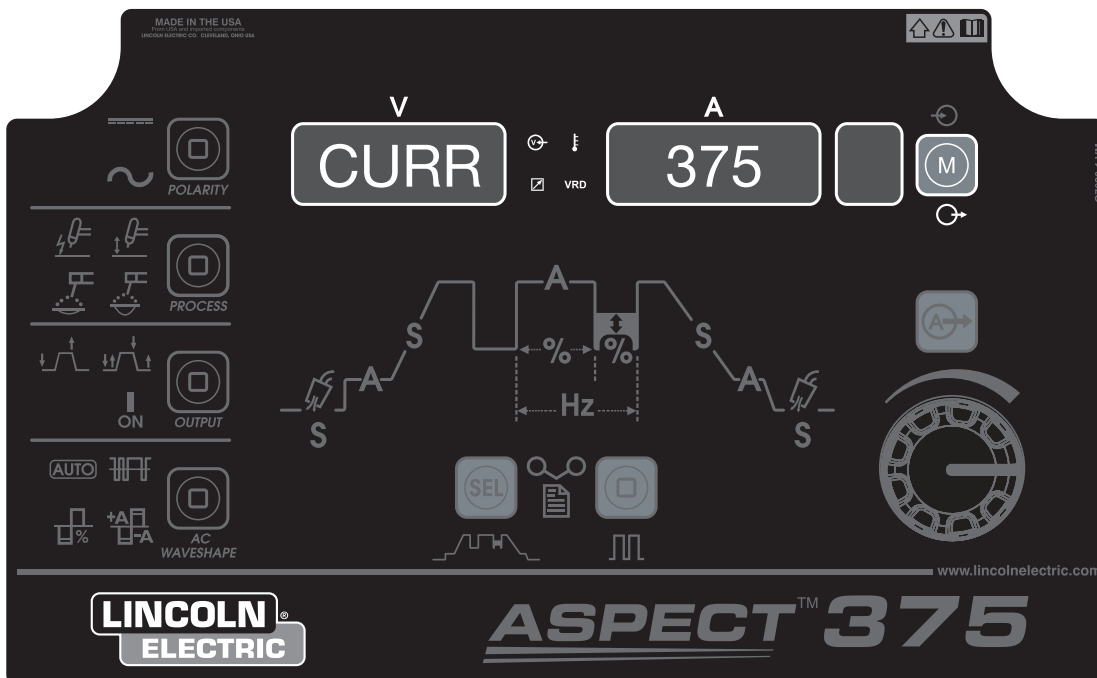 MADE IN THE USA
From USA and imported components
LINCOLN ELECTRIC CO. CLEVELAND, OHIO USA
V
A
CURR
V
VRD
375
M
POLARITY
PROCESS
A
S
A
S
%
%
Hz
S
A
S
A
ON
OUTPUT
AUTO
%
+A
-A
AC
WAVESHAPE
SEL
www.lincolnelectric.com
LINCOLN®
ELECTRIC
ASPECT™ 375